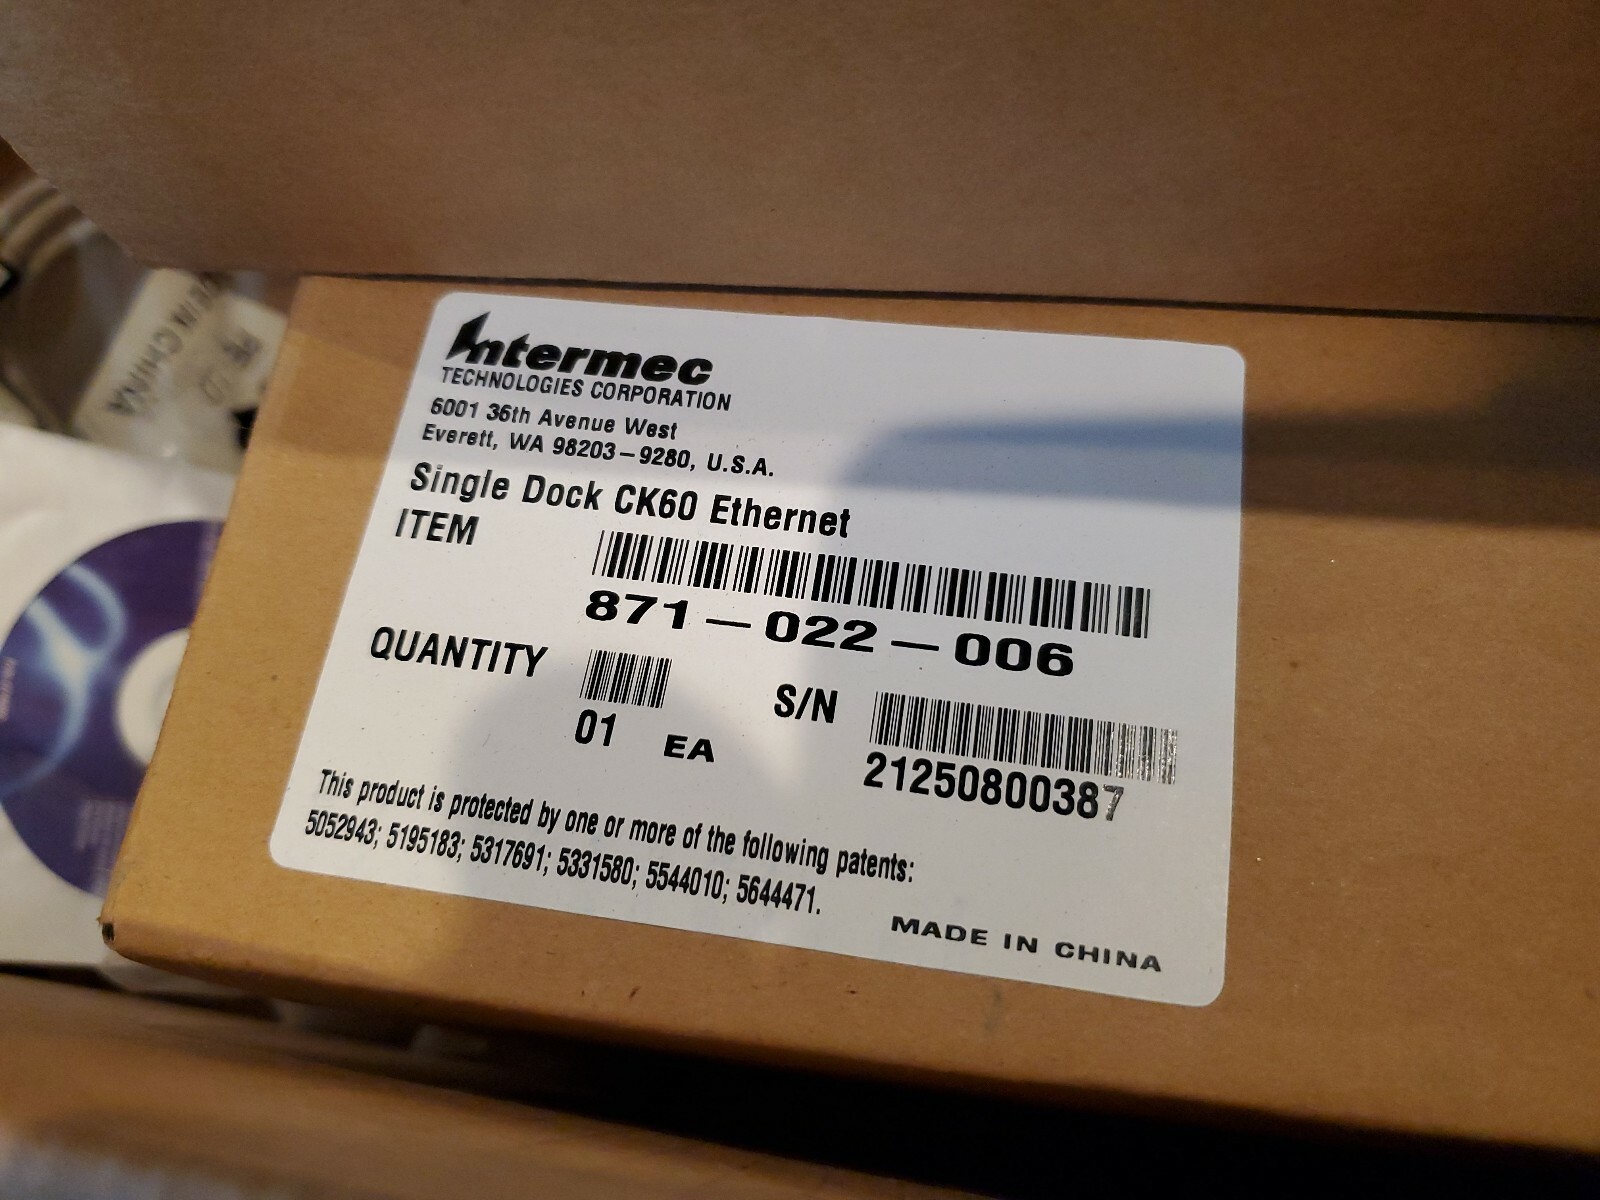 Intermec
TECHNOLOGIES CORPORATION
6001 36th Avenue West
Everett, WA 98203-9280, U.S.A.
Single Dock CK60 Ethernet
ITEM
871-022-006
QUANTITY
01 EA
S/N
21250800387
This product is protected by one or more of the following patents:
5052943; 5195183; 5317691; 5331580; 5544010; 5644471.
MADE IN CHINA
IN CHINA